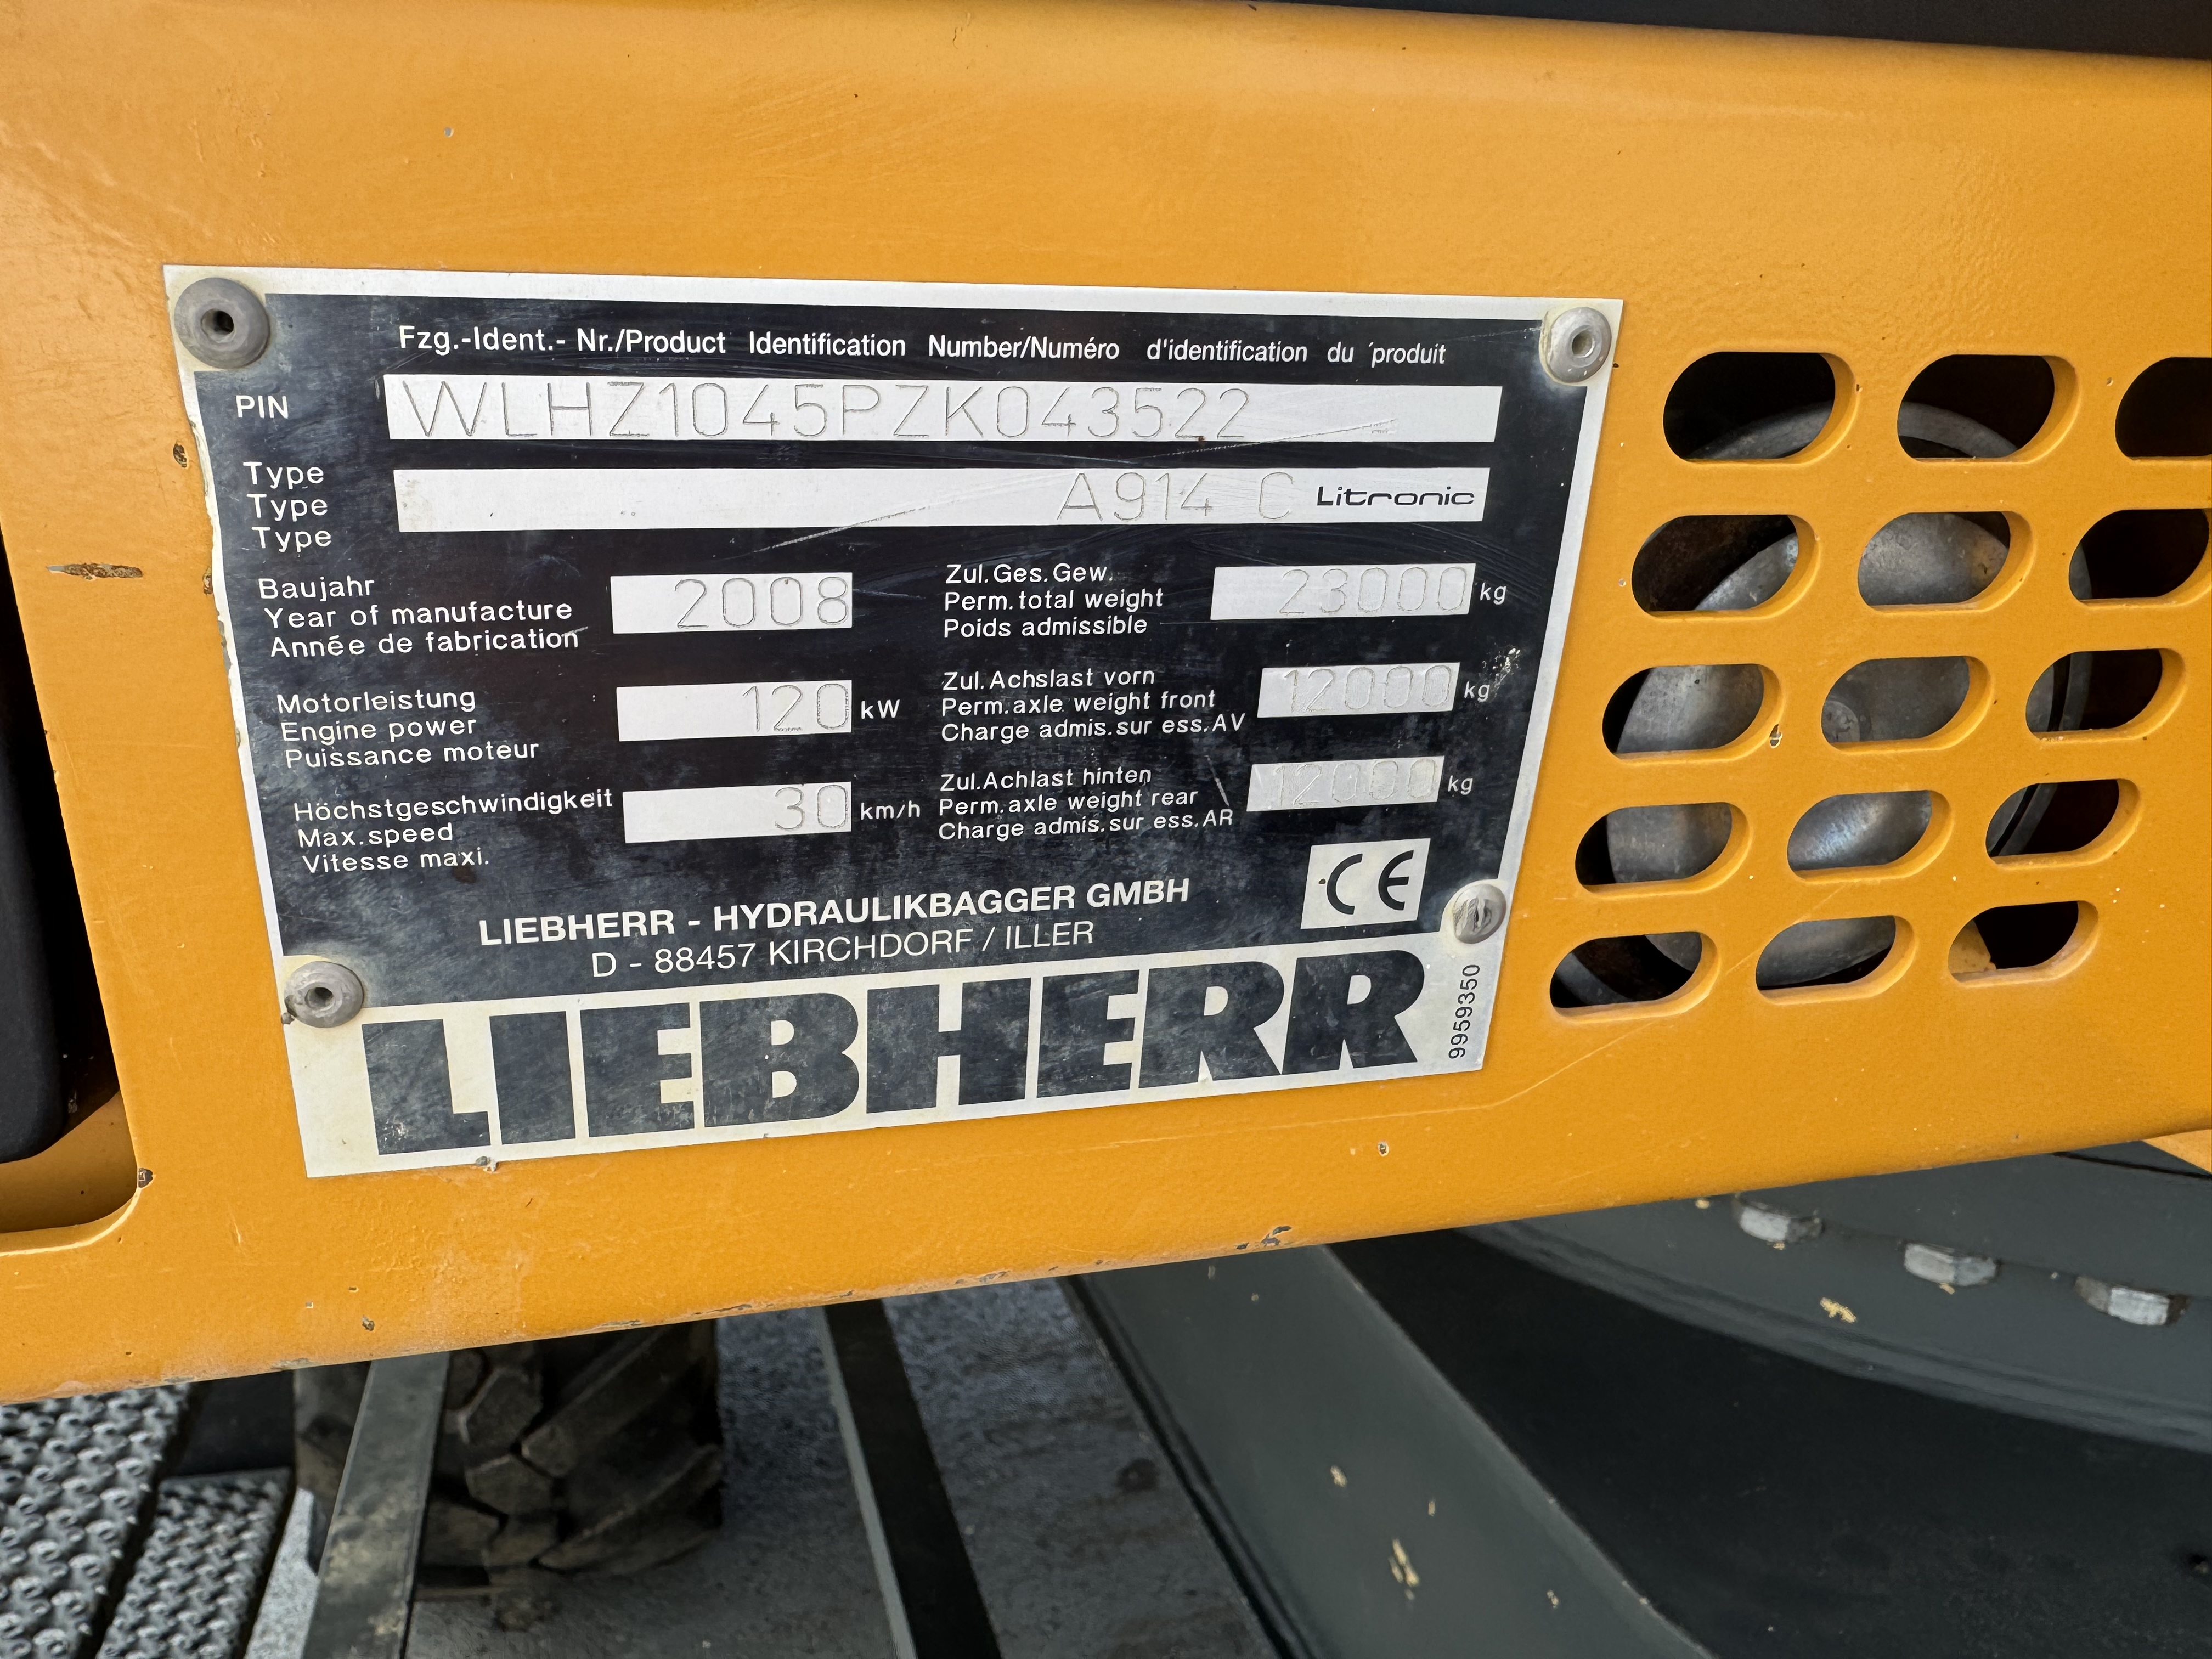 Fzg.-Ident.- Nr./Product Identification Number/Numéro d'identification du produit
PIN WLHZ1045PZK043522
Type
Type A914 C Litronic
Type
Baujahr
Year of manufacture 2008
Année de fabrication
Motorleistung
Engine power 120 kW
Puissance moteur
Höchstgeschwindigkeit
Max. speed 30 km/h
Vitesse maxi.
Zul. Ges. Gew.
Perm. total weight 23000 kg
Poids admissible
Zul. Achslast vorn
Perm. axle weight front 12000 kg
Charge admis. sur ess. AV
Zul. Achlast hinten
Perm. axle weight rear 12000 kg
Charge admis. sur ess. AR
CE
LIEBHERR - HYDRAULIKBAGGER GMBH
D - 88457 KIRCHDORF / ILLER
LIEBHERR
9959350